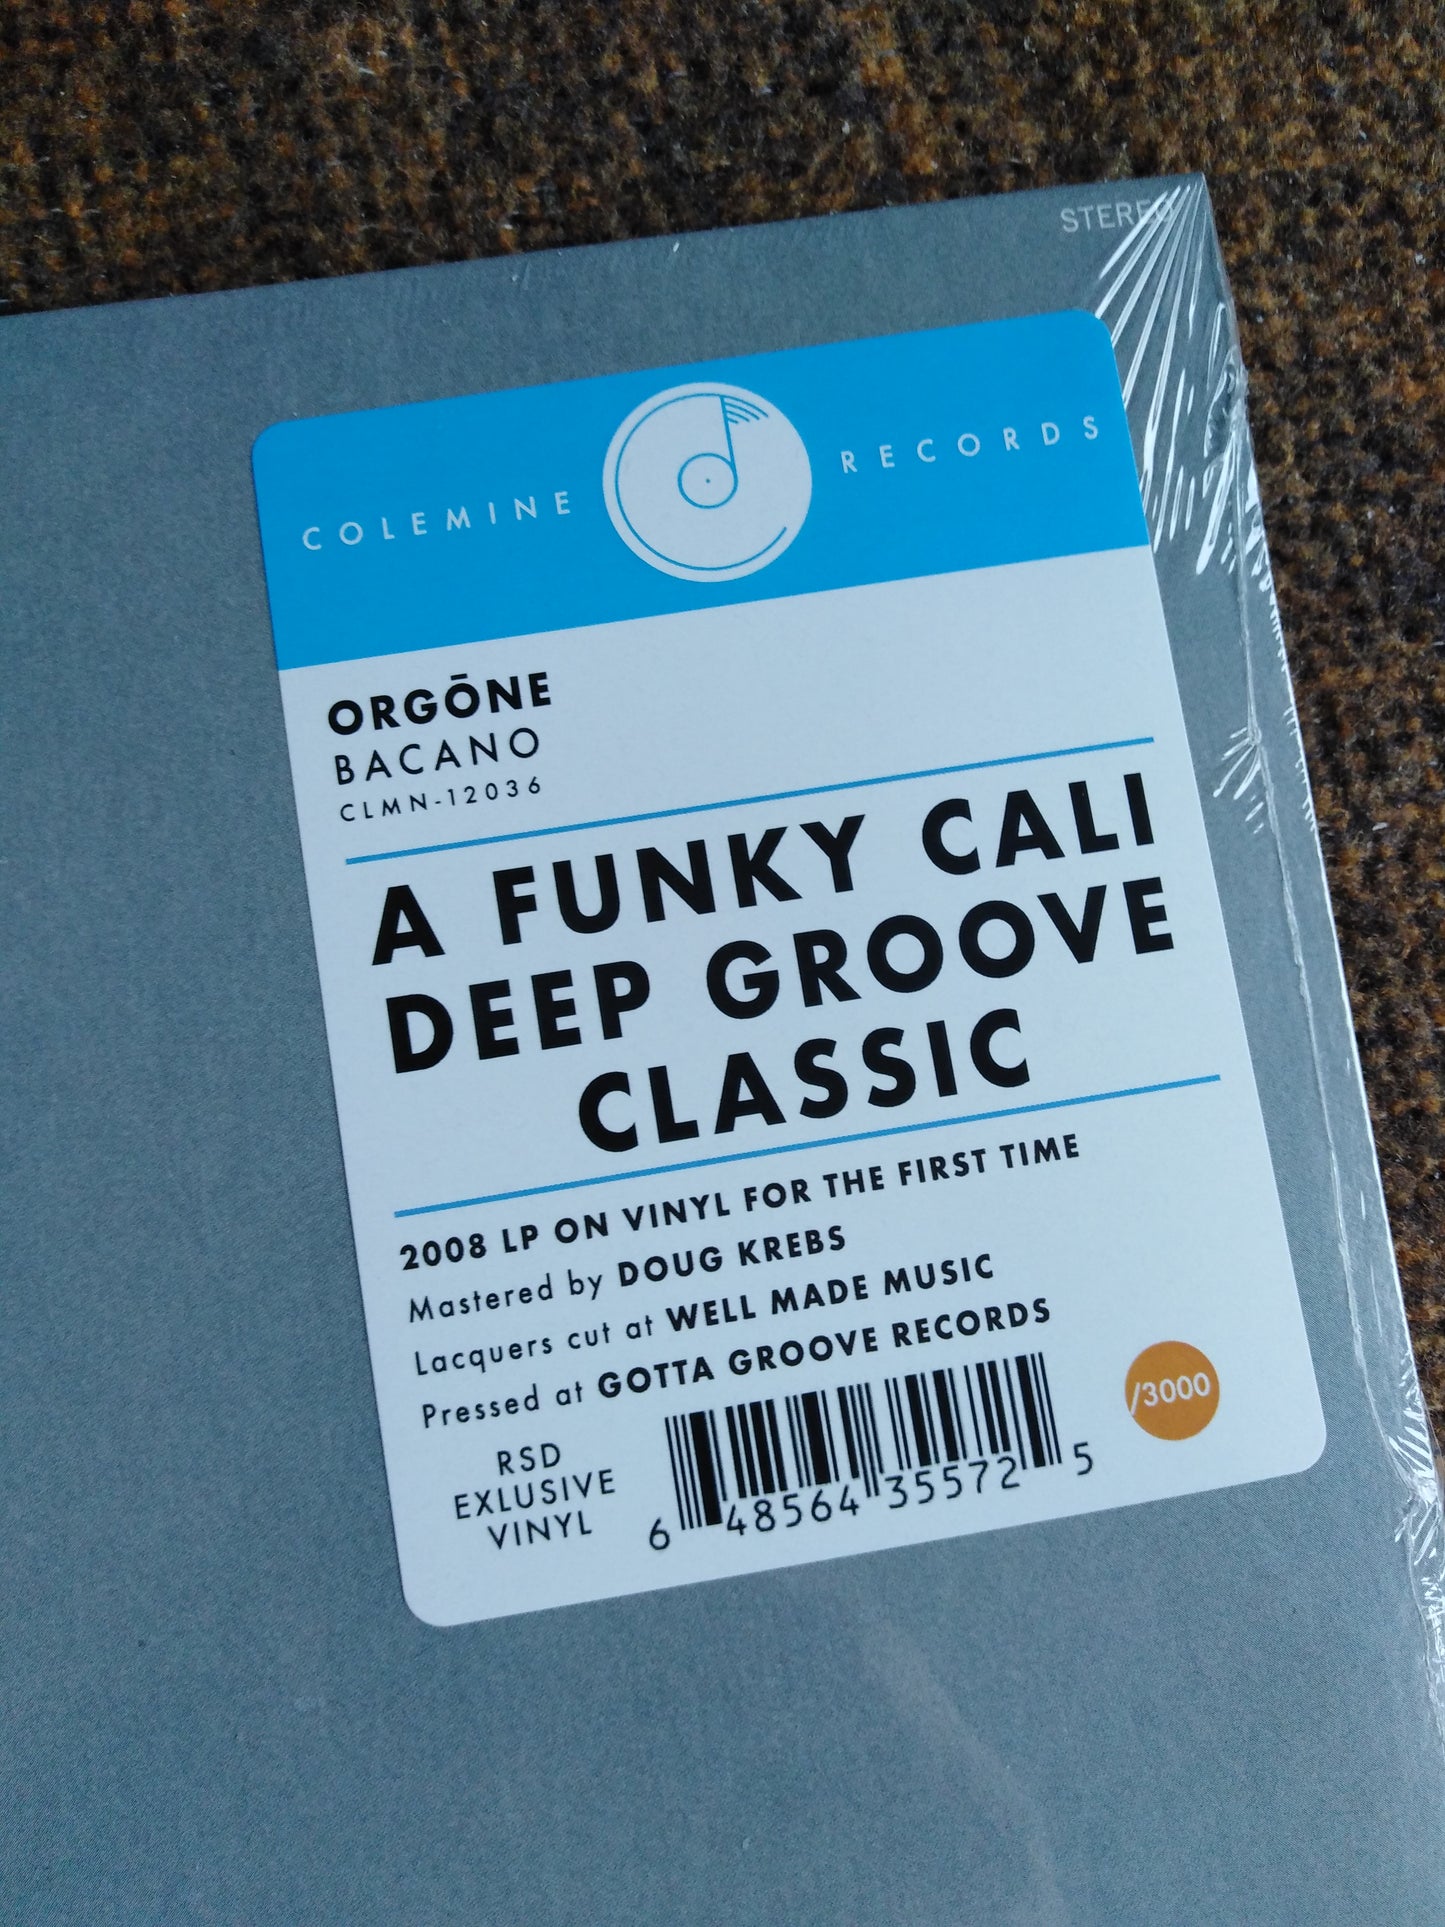 STEREO
COLEMINE RECORDS
ORGŌNE
BACANO
CLMN-12036
A FUNKY CALI
DEEP GROOVE
CLASSIC
2008 LP ON VINYL FOR THE FIRST TIME
Mastered by DOUG KREBS
Lacquers cut at WELL MADE MUSIC
Pressed at GOTTA GROOVE RECORDS
RSD
EXLUSIVE
VINYL
6 48564 35572 5
/3000